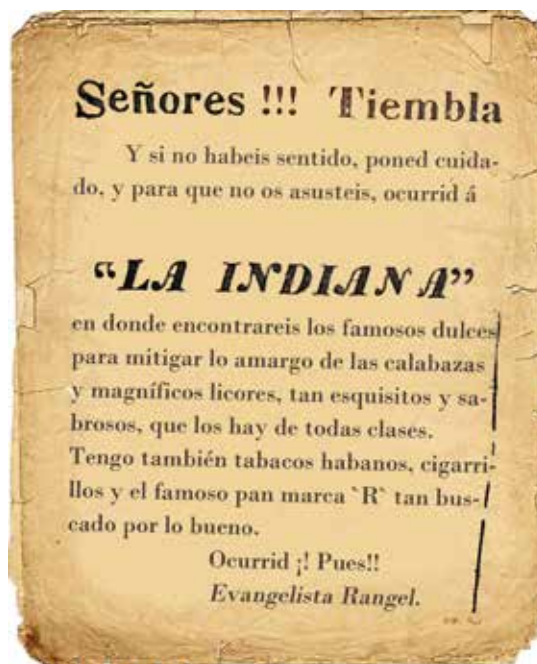 Señores !!! Tiembla
Y si no habeis sentido, poned cuida-
do, y para que no os asusteis, ocurrid á
“LA INDIANA”
en donde encontrareis los famosos dulces
para mitigar lo amargo de las calabazas
y magníficos licores, tan esquisitos y sa-
brosos, que los hay de todas clases.
Tengo también tabacos habanos, cigarri-
llos y el famoso pan marca `R` tan bus-
cado por lo bueno.
Ocurrid ¡! Pues!!
Evangelista Rangel.